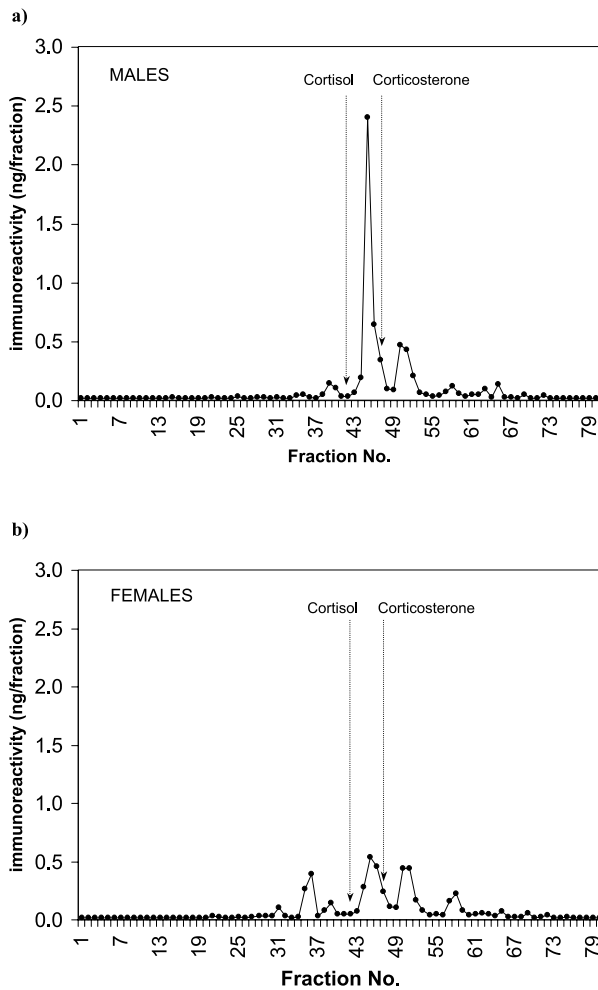 a)
3.0
MALES
Cortisol Corticosterone
2.5
2.0
1.5
1.0
0.5
0.0
immunoreactivity (ng/fraction)
1 7 13 19 25 31 37 43 49 55 61 67 73 79
Fraction No.
b)
3.0
FEMALES
Cortisol Corticosterone
2.5
2.0
1.5
1.0
0.5
0.0
immunoreactivity (ng/fraction)
1 7 13 19 25 31 37 43 49 55 61 67 73 79
Fraction No.